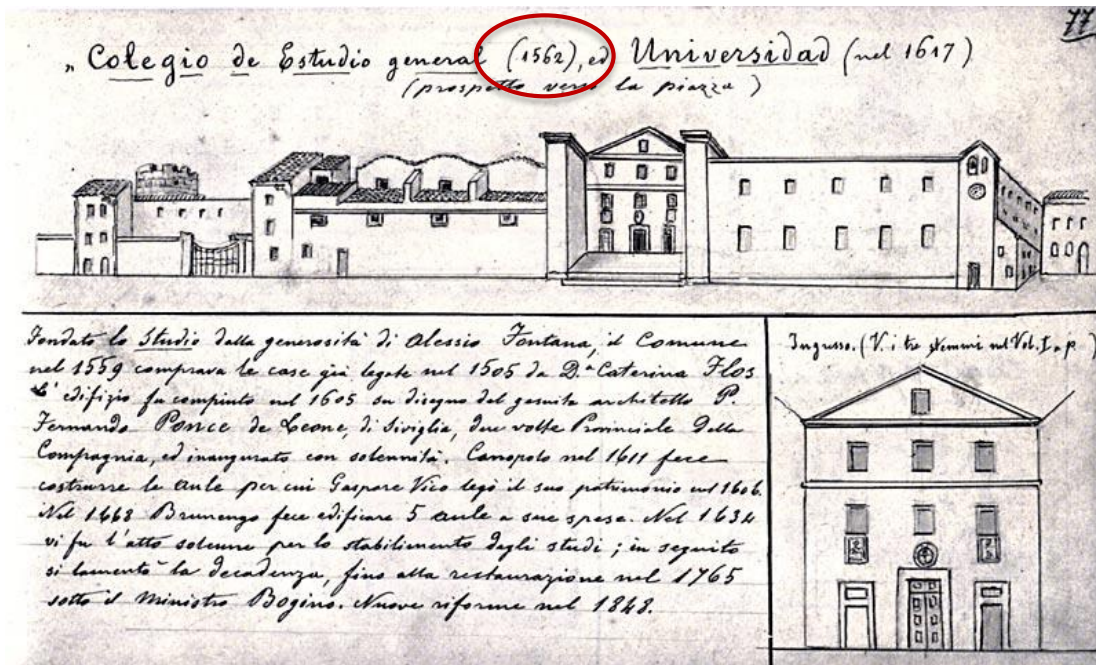 77
„ Colegio de Estudio general (1562), ed Universidad (nel 1617)
(prospetto verso la piazza)
Fondato lo Studio dalla generosità di Alessio Fontana, il Comune
nel 1559 comprava le case già legate nel 1505 da D.ª Caterina Flos
L' edifizio fu compiuto nel 1605 su disegno del gesuita architetto P.
Fernando Ponce de Leone, di Siviglia, due volte Provinciale della
Compagnia, ed inaugurato con solennità. Canopolo nel 1611 fece
costrurre le aule per cui Gaspare Vico legò il suo patrimonio nel 1606.
Nel 1668 Brunengo fece edificare 5 aule a sue spese. Nel 1634
vi fu l'atto solenne per lo stabilimento degli studi; in seguito
si lamentò la decadenza, fino alla restaurazione nel 1765
sotto il Ministro Bogino. Nuove riforme nel 1848.
Ingresso. (V. i tre stemmi nel Vol. I. a p. )